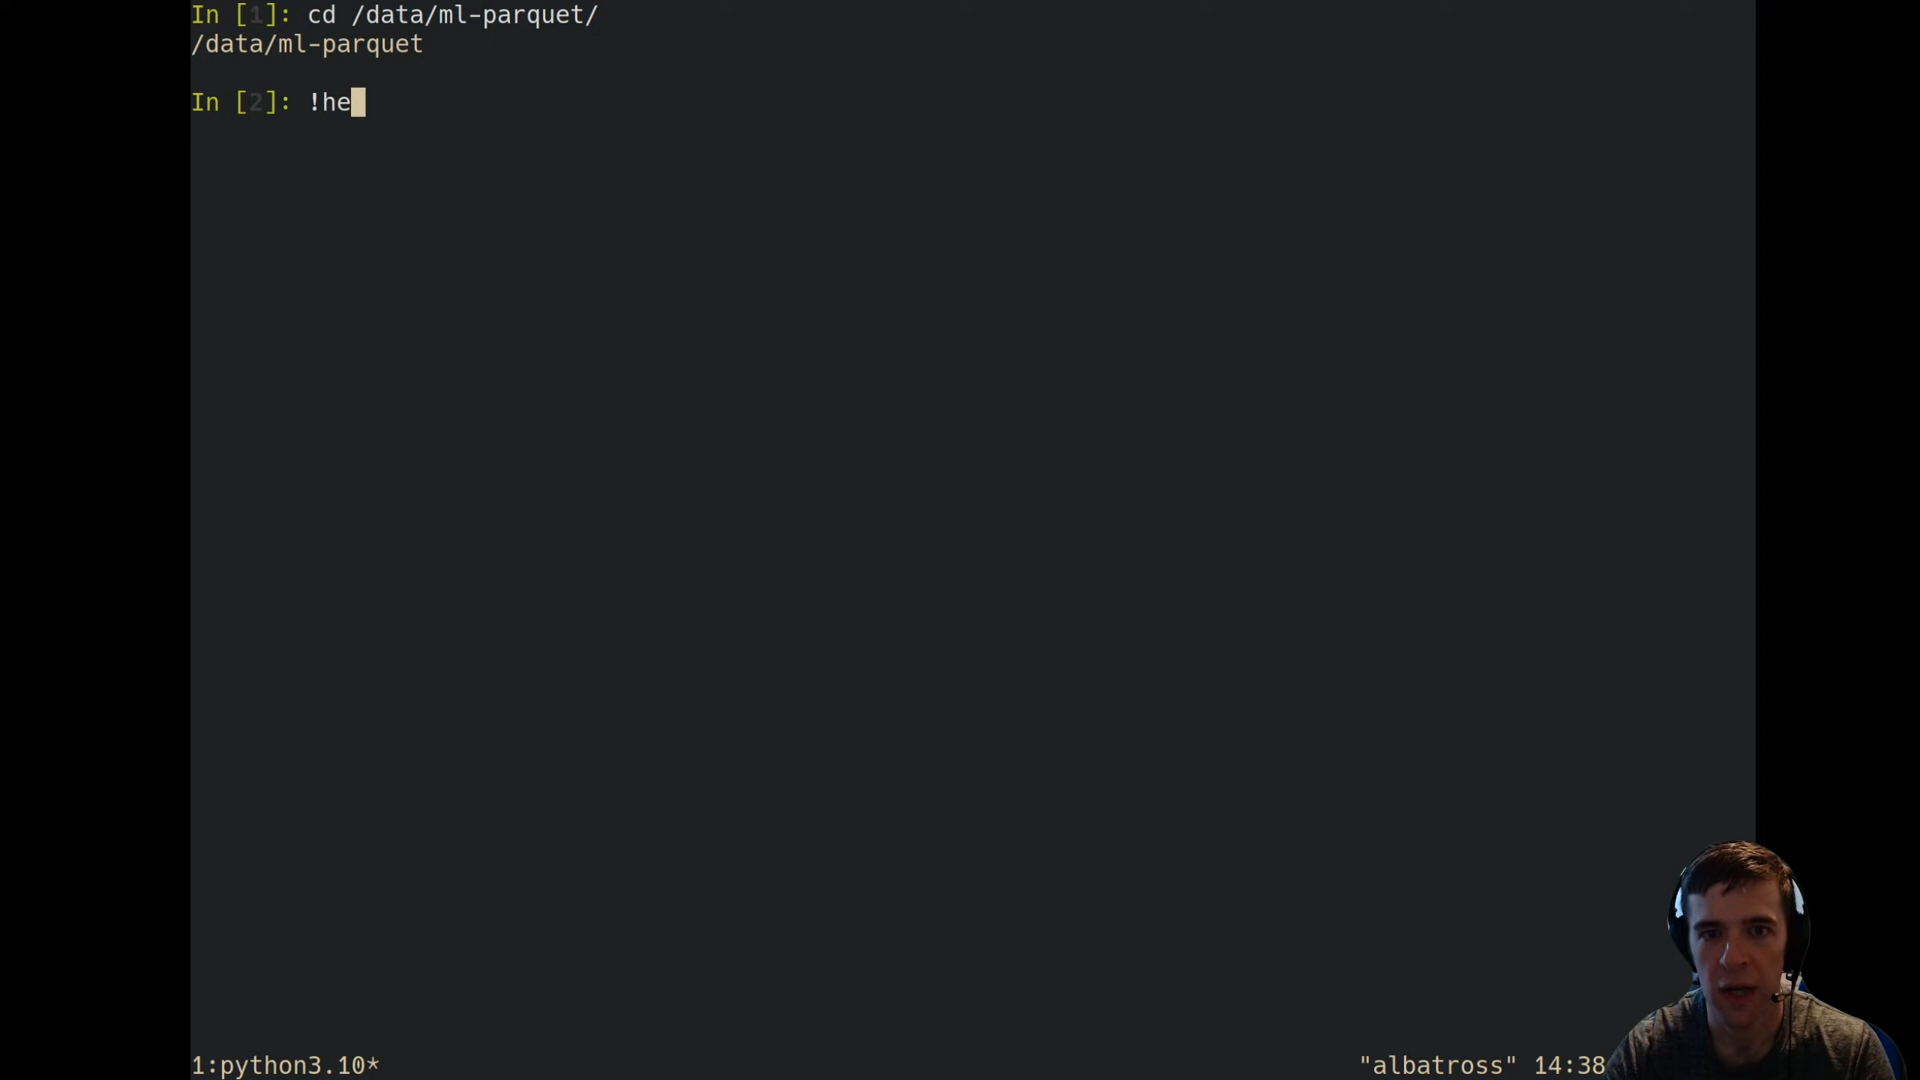 In [1]: cd /data/ml-parquet/
/data/ml-parquet
In [2]: !he
1:python3.10*
"albatross" 14:38